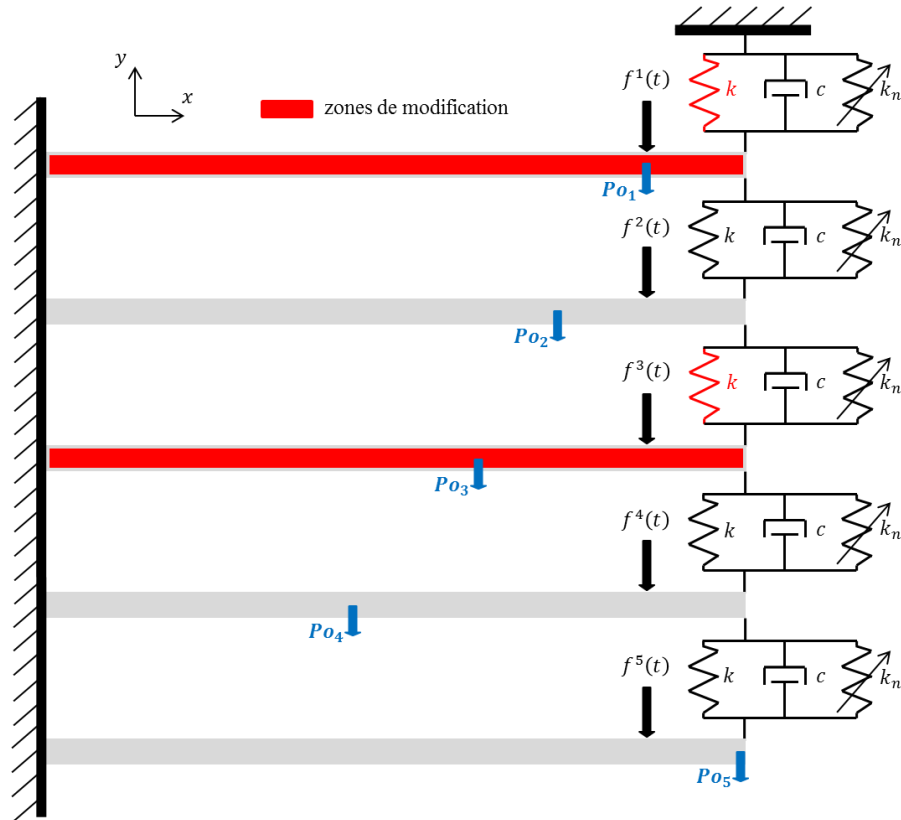 y
x
zones de modification
f¹(t)
k
c
kₙ
Po₁
f²(t)
k
c
kₙ
Po₂
f³(t)
k
c
kₙ
Po₃
f⁴(t)
k
c
kₙ
Po₄
f⁵(t)
k
c
kₙ
Po₅